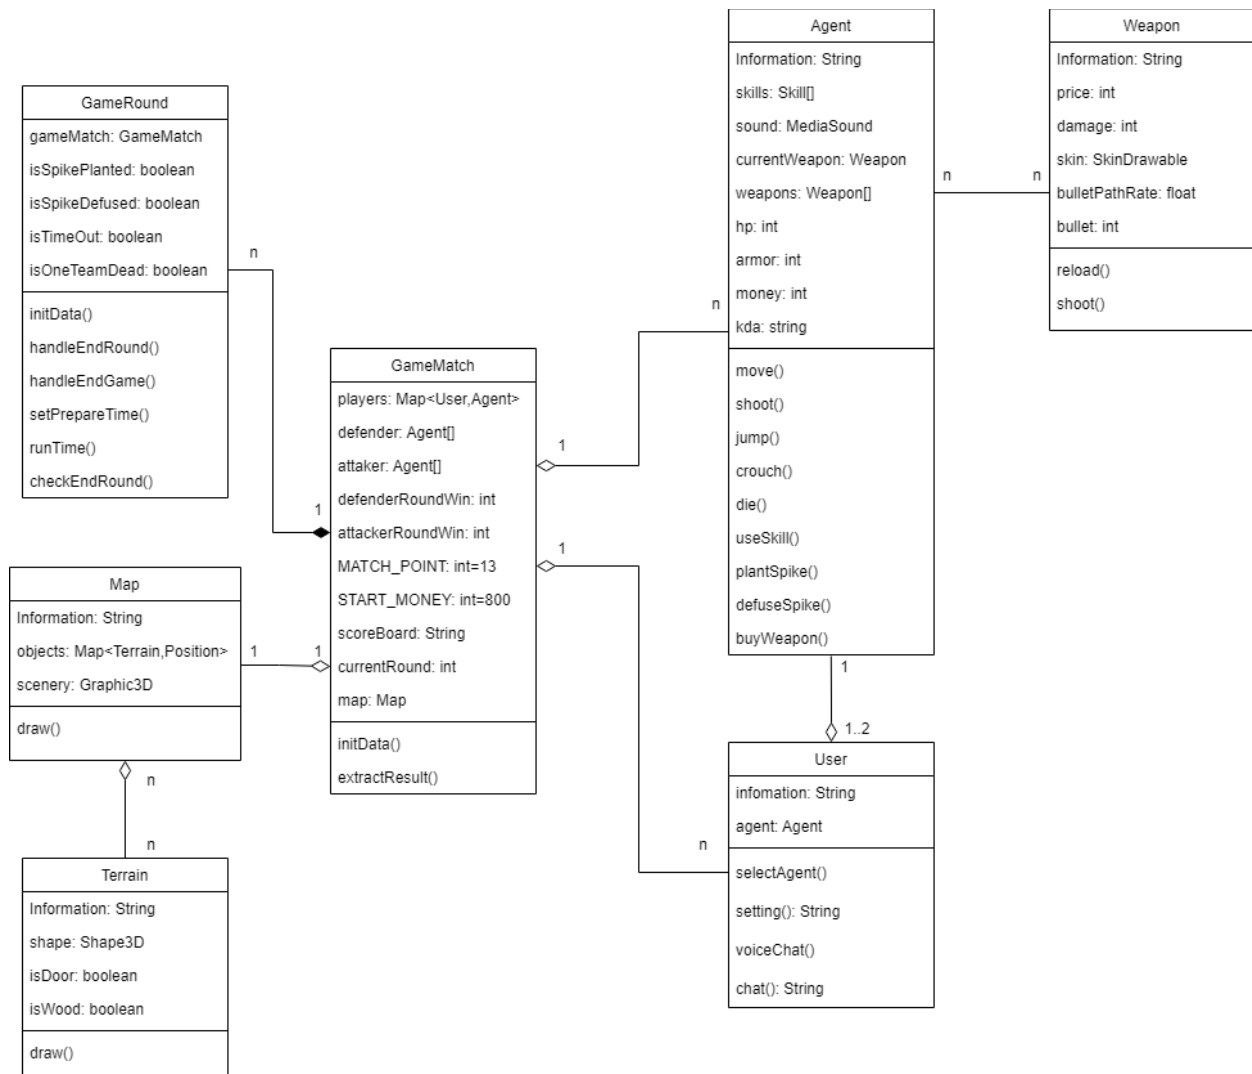 Agent
Information: String
skills: Skill[]
sound: MediaSound
currentWeapon: Weapon
weapons: Weapon[]
hp: int
armor: int
money: int
kda: string
move()
shoot()
jump()
crouch()
die()
useSkill()
plantSpike()
defuseSpike()
buyWeapon()
Weapon
Information: String
price: int
damage: int
skin: SkinDrawable
bulletPathRate: float
bullet: int
reload()
shoot()
n
n
GameRound
gameMatch: GameMatch
isSpikePlanted: boolean
isSpikeDefused: boolean
isTimeOut: boolean
isOneTeamDead: boolean
initData()
handleEndRound()
handleEndGame()
setPrepareTime()
runTime()
checkEndRound()
n
1
GameMatch
players: Map<User,Agent>
defender: Agent[]
attaker: Agent[]
defenderRoundWin: int
attackerRoundWin: int
MATCH_POINT: int=13
START_MONEY: int=800
scoreBoard: String
currentRound: int
map: Map
initData()
extractResult()
n
1
1
n
Map
Information: String
objects: Map<Terrain,Position>
scenery: Graphic3D
draw()
1
1
n
n
Terrain
Information: String
shape: Shape3D
isDoor: boolean
isWood: boolean
draw()
1
1..2
User
infomation: String
agent: Agent
selectAgent()
setting(): String
voiceChat()
chat(): String